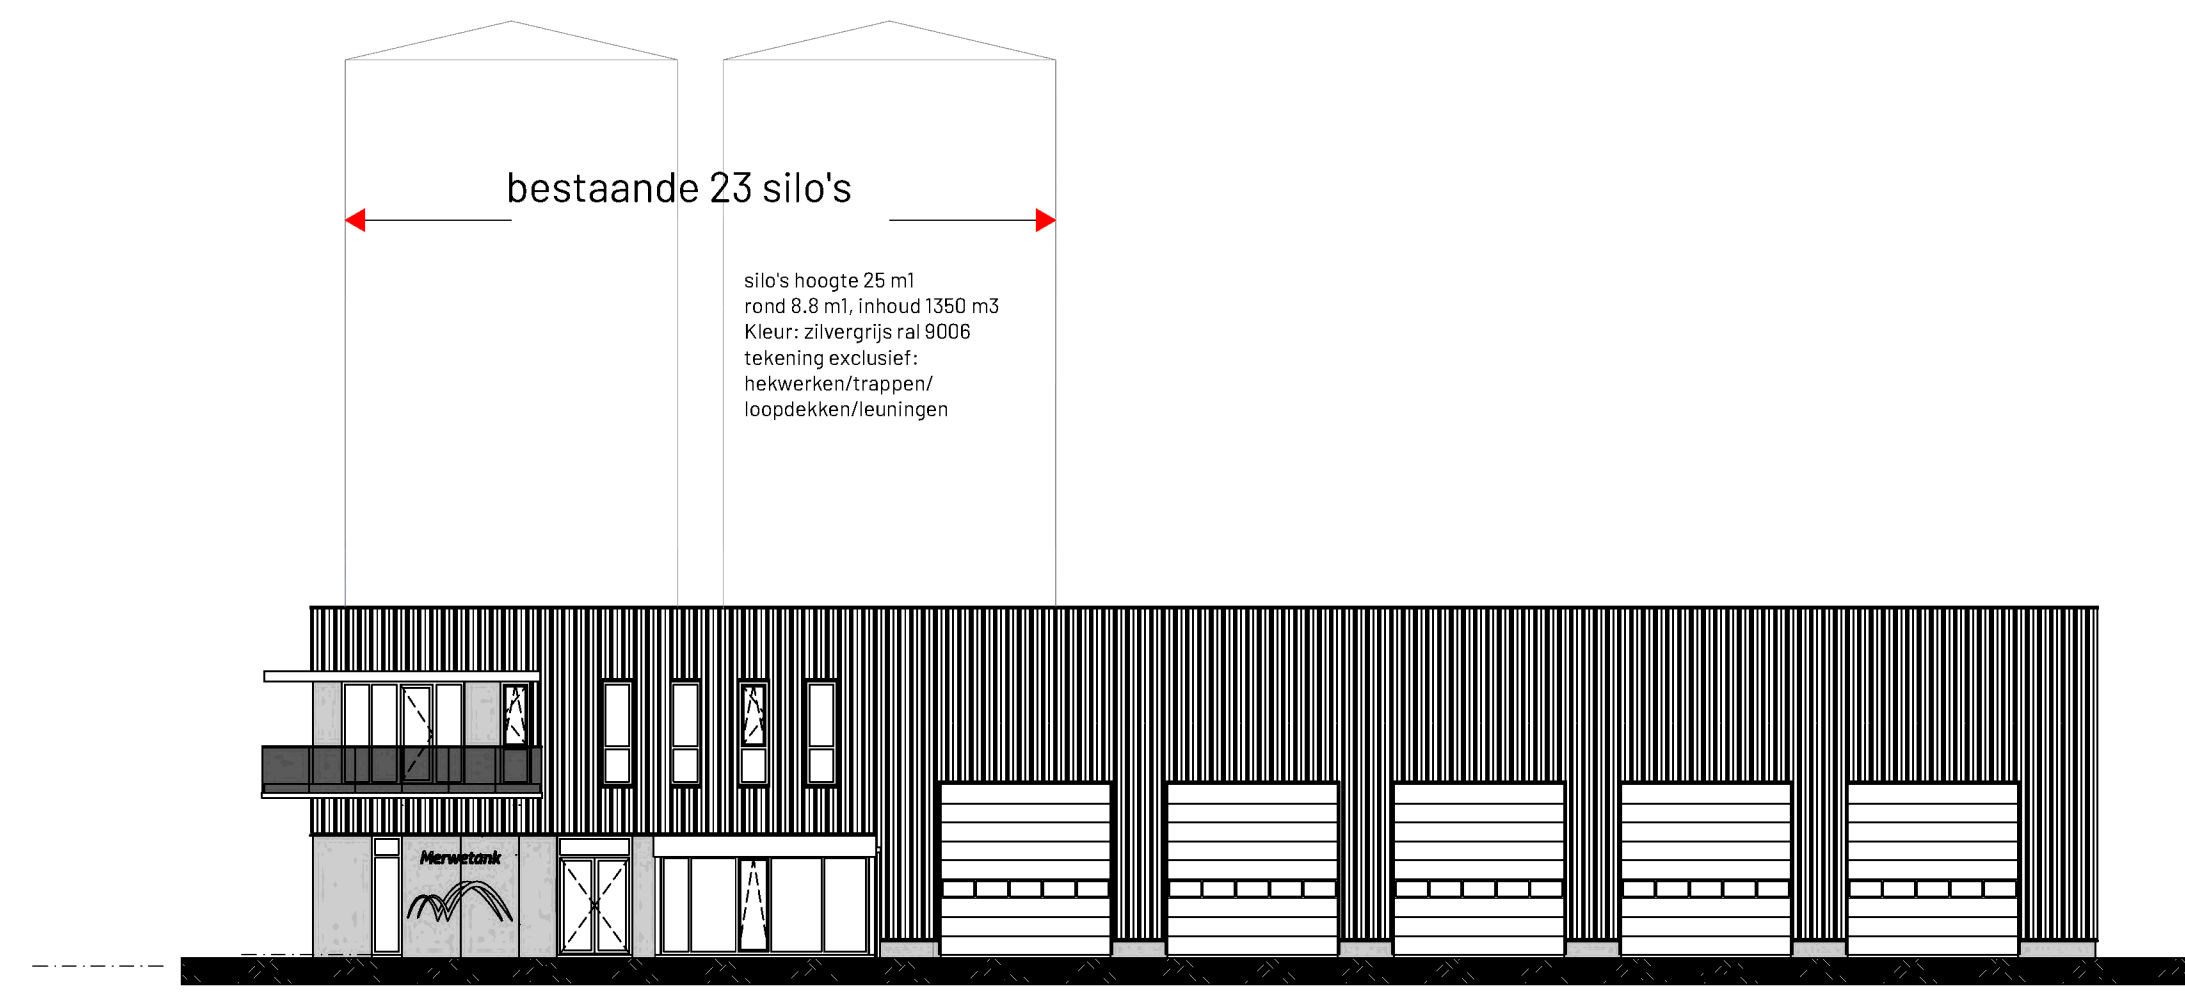 bestaande 23 silo's
silo's hoogte 25 m1
rond 8.8 m1, inhoud 1350 m3
Kleur: zilvergrijs ral 9006
tekening exclusief:
hekwerken/trappen/
loopdekken/leuningen
Merwetank